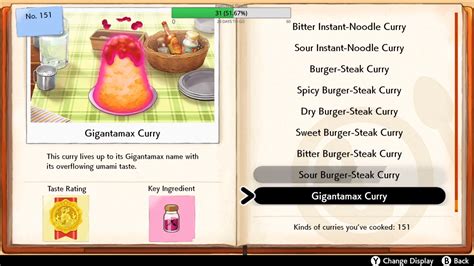 No. 151
31 (51.67%)
Gigantamax Curry
This curry lives up to its Gigantamax name with
its overflowing umami taste.
Taste Rating
Key Ingredient
Bitter Instant-Noodle Curry
Sour Instant-Noodle Curry
Burger-Steak Curry
Spicy Burger-Steak Curry
Dry Burger-Steak Curry
Sweet Burger-Steak Curry
Bitter Burger-Steak Curry
Sour Burger-Steak Curry
Gigantamax Curry
Kinds of curries you've cooked: 151
Y Change Display B Back